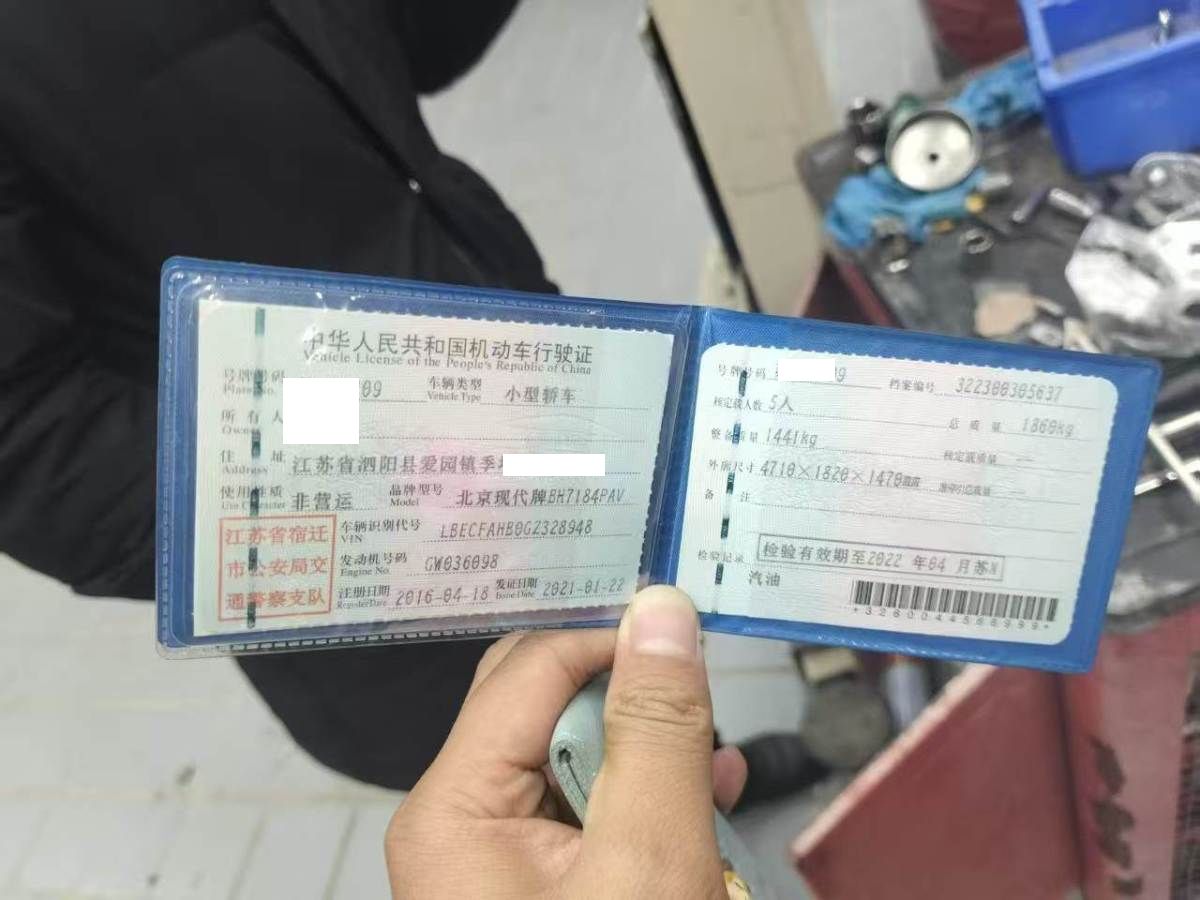 中华人民共和国机动车行驶证
Vehicle License of the People's Republic of China
号牌号码 09 车辆类型 小型轿车
Plate No. Vehicle Type
所有人
Owner
住址 江苏省泗阳县爱园镇季
Address
使用性质 非营运 品牌型号 北京现代牌BH7184PAV
Use Character Model
江苏省宿迁
市公安局交
通警察支队
车辆识别代号 LBECFAHB0GZ328948
VIN
发动机号码 GW036098
Engine No.
注册日期 2016-04-18 发证日期 2021-01-22
Register Date Issue Date
号牌号码 09 档案编号 322300305637
核定载人数 5人 总质量 1860kg
整备质量 1441kg 核定载质量 --
外廓尺寸 4710×1820×1470 准牵引总质量 --
备注
检验记录 检验有效期至2022年04月苏N
汽油